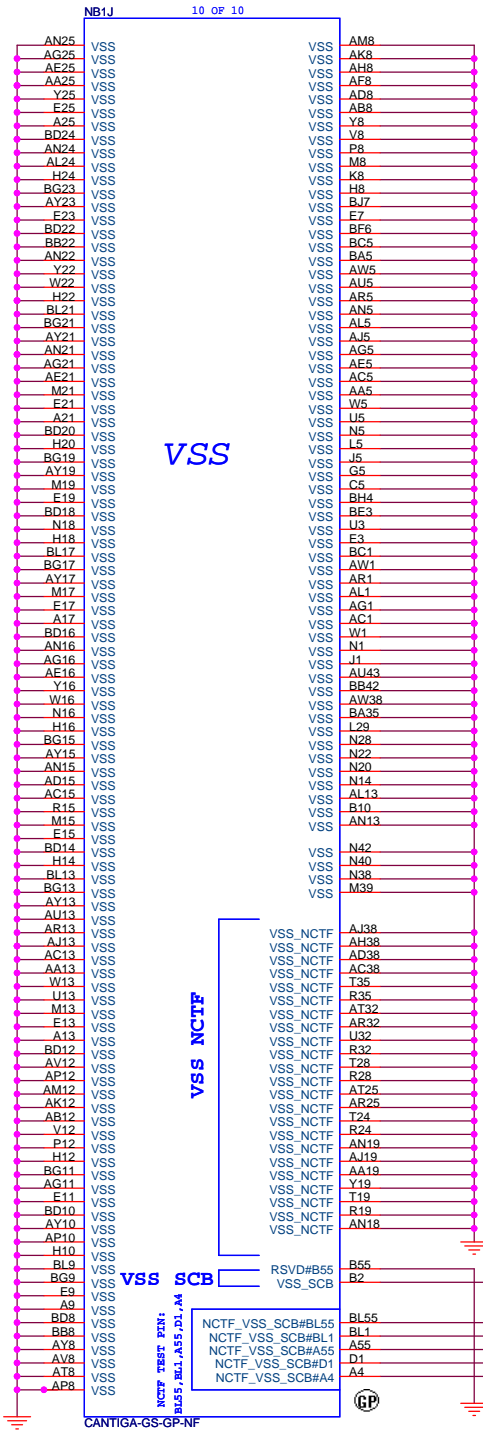 NB1J 10 OF 10
AN25 VSS VSS AM8
AG25 VSS VSS AK8
AE25 VSS VSS AH8
AA25 VSS VSS AF8
Y25 VSS VSS AD8
E25 VSS VSS AB8
A25 VSS VSS Y8
BD24 VSS VSS V8
AN24 VSS VSS P8
AL24 VSS VSS M8
H24 VSS VSS K8
BG23 VSS VSS H8
AY23 VSS VSS BJ7
E23 VSS VSS E7
BD22 VSS VSS BF6
BB22 VSS VSS BC5
AN22 VSS VSS BA5
Y22 VSS VSS AW5
W22 VSS VSS AU5
H22 VSS VSS AR5
BL21 VSS VSS AN5
BG21 VSS VSS AL5
AY21 VSS VSS AJ5
AN21 VSS VSS AG5
AG21 VSS VSS AE5
AE21 VSS VSS AC5
M21 VSS VSS AA5
E21 VSS VSS W5
A21 VSS VSS U5
BD20 VSS VSS N5
H20 VSS VSS L5
VSS
BG19 VSS VSS J5
AY19 VSS VSS G5
M19 VSS VSS C5
E19 VSS VSS BH4
BD18 VSS VSS BE3
N18 VSS VSS U3
H18 VSS VSS E3
BL17 VSS VSS BC1
BG17 VSS VSS AW1
AY17 VSS VSS AR1
M17 VSS VSS AL1
E17 VSS VSS AG1
A17 VSS VSS AC1
BD16 VSS VSS W1
AN16 VSS VSS N1
AG16 VSS VSS J1
AE16 VSS VSS AU43
Y16 VSS VSS BB42
W16 VSS VSS AW38
N16 VSS VSS BA35
H16 VSS VSS L29
BG15 VSS VSS N28
AY15 VSS VSS N22
AN15 VSS VSS N20
AD15 VSS VSS N14
AC15 VSS VSS AL13
R15 VSS VSS B10
M15 VSS VSS AN13
E15 VSS
BD14 VSS VSS N42
H14 VSS VSS N40
BL13 VSS VSS N38
BG13 VSS VSS M39
AY13 VSS
AU13 VSS
AR13 VSS VSS_NCTF AJ38
AJ13 VSS VSS_NCTF AH38
AC13 VSS VSS_NCTF AD38
AA13 VSS VSS_NCTF AC38
W13 VSS VSS_NCTF T35
U13 VSS VSS_NCTF R35
M13 VSS VSS_NCTF AT32
E13 VSS VSS_NCTF AR32
A13 VSS VSS_NCTF U32
BD12 VSS VSS_NCTF R32
VSS NCTF
AV12 VSS VSS_NCTF T28
AP12 VSS VSS_NCTF R28
AM12 VSS VSS_NCTF AT25
AK12 VSS VSS_NCTF AR25
AB12 VSS VSS_NCTF T24
V12 VSS VSS_NCTF R24
P12 VSS VSS_NCTF AN19
H12 VSS VSS_NCTF AJ19
BG11 VSS VSS_NCTF AA19
AG11 VSS VSS_NCTF Y19
E11 VSS VSS_NCTF T19
BD10 VSS VSS_NCTF R19
AY10 VSS VSS_NCTF AN18
AP10 VSS
H10 VSS
BL9 VSS RSVD#B55 B55
BG9 VSS VSS SCB VSS_SCB B2
E9 VSS
A9 VSS
NCTF TEST PIN:
BL55,BL1,A55,D1,A4
BD8 VSS NCTF_VSS_SCB#BL55 BL55
BB8 VSS NCTF_VSS_SCB#BL1 BL1
AY8 VSS NCTF_VSS_SCB#A55 A55
AV8 VSS NCTF_VSS_SCB#D1 D1
AT8 VSS NCTF_VSS_SCB#A4 A4
AP8 VSS
GP
CANTIGA-GS-GP-NF